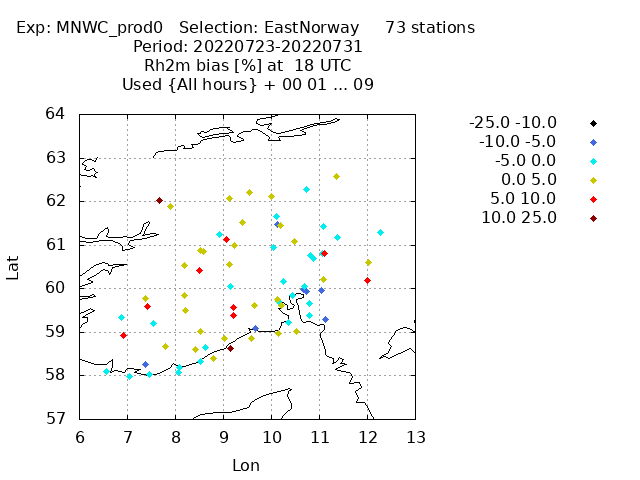 Exp: MNWC_prod0   Selection: EastNorway     73 stations
Period: 20220723-20220731
Rh2m bias [%] at  18 UTC
Used {All hours} + 00 01 ... 09
-25.0 -10.0
-10.0 -5.0
-5.0 0.0
0.0 5.0
5.0 10.0
10.0 25.0
64
63
62
61
60
59
58
57
Lat
6 7 8 9 10 11 12 13
Lon